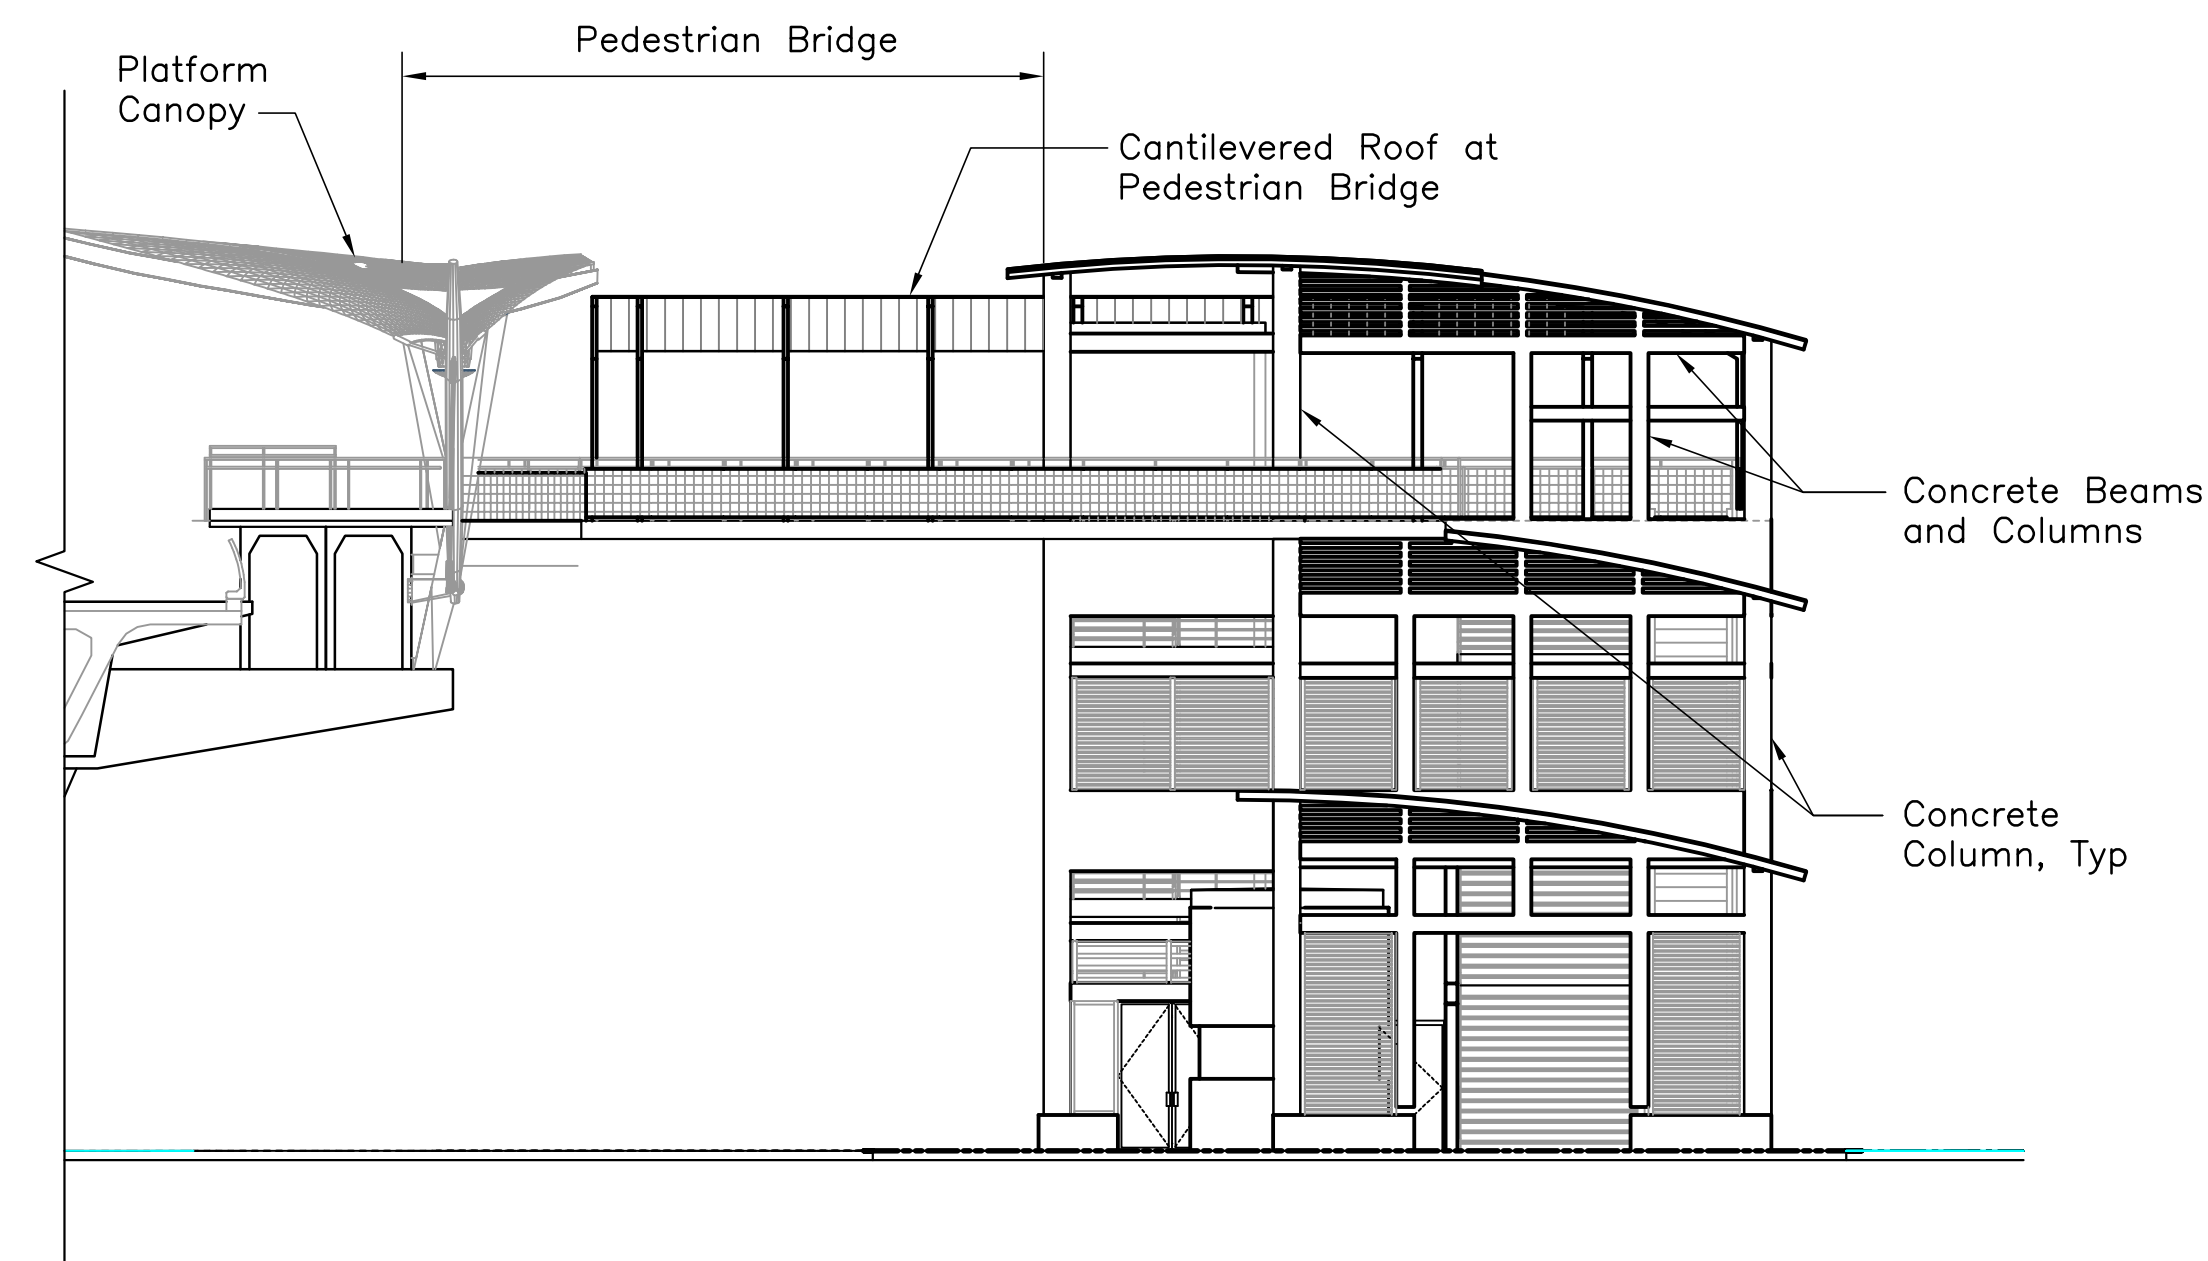 Pedestrian Bridge
Platform
Canopy
Cantilevered Roof at
Pedestrian Bridge
Concrete Beams
and Columns
Concrete
Column, Typ